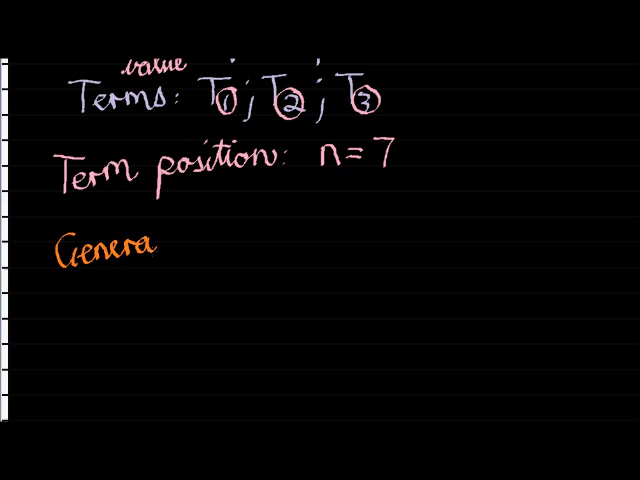 value
Terms: T1; T2; T3
Term position: n = 7
Genera